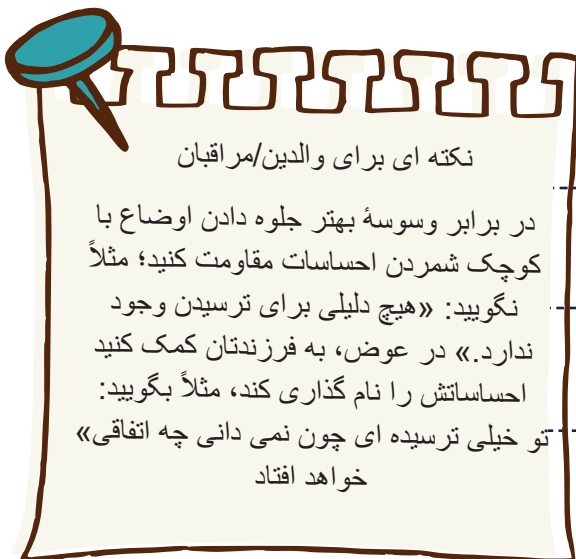 نکته ای برای والدین/مراقبان
در برابر وسوسهٔ بهتر جلوه دادن اوضاع با
کوچک شمردن احساسات مقاومت کنید؛ مثلاً
نگویید: «هیچ دلیلی برای ترسیدن وجود
ندارد.» در عوض، به فرزندتان کمک کنید
احساساتش را نام گذاری کند، مثلاً بگویید:
تو خیلی ترسیده ای چون نمی دانی چه اتفاقی»
خواهد افتاد